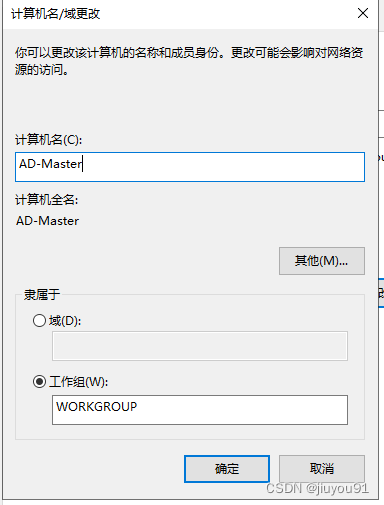 计算机名/域更改
你可以更改该计算机的名称和成员身份。更改可能会影响对网络资
源的访问。
计算机名(C):
AD-Master
计算机全名:
AD-Master
其他(M)...
隶属于
域(D):
工作组(W):
WORKGROUP
确定
取消
CSDN @jiuyou91